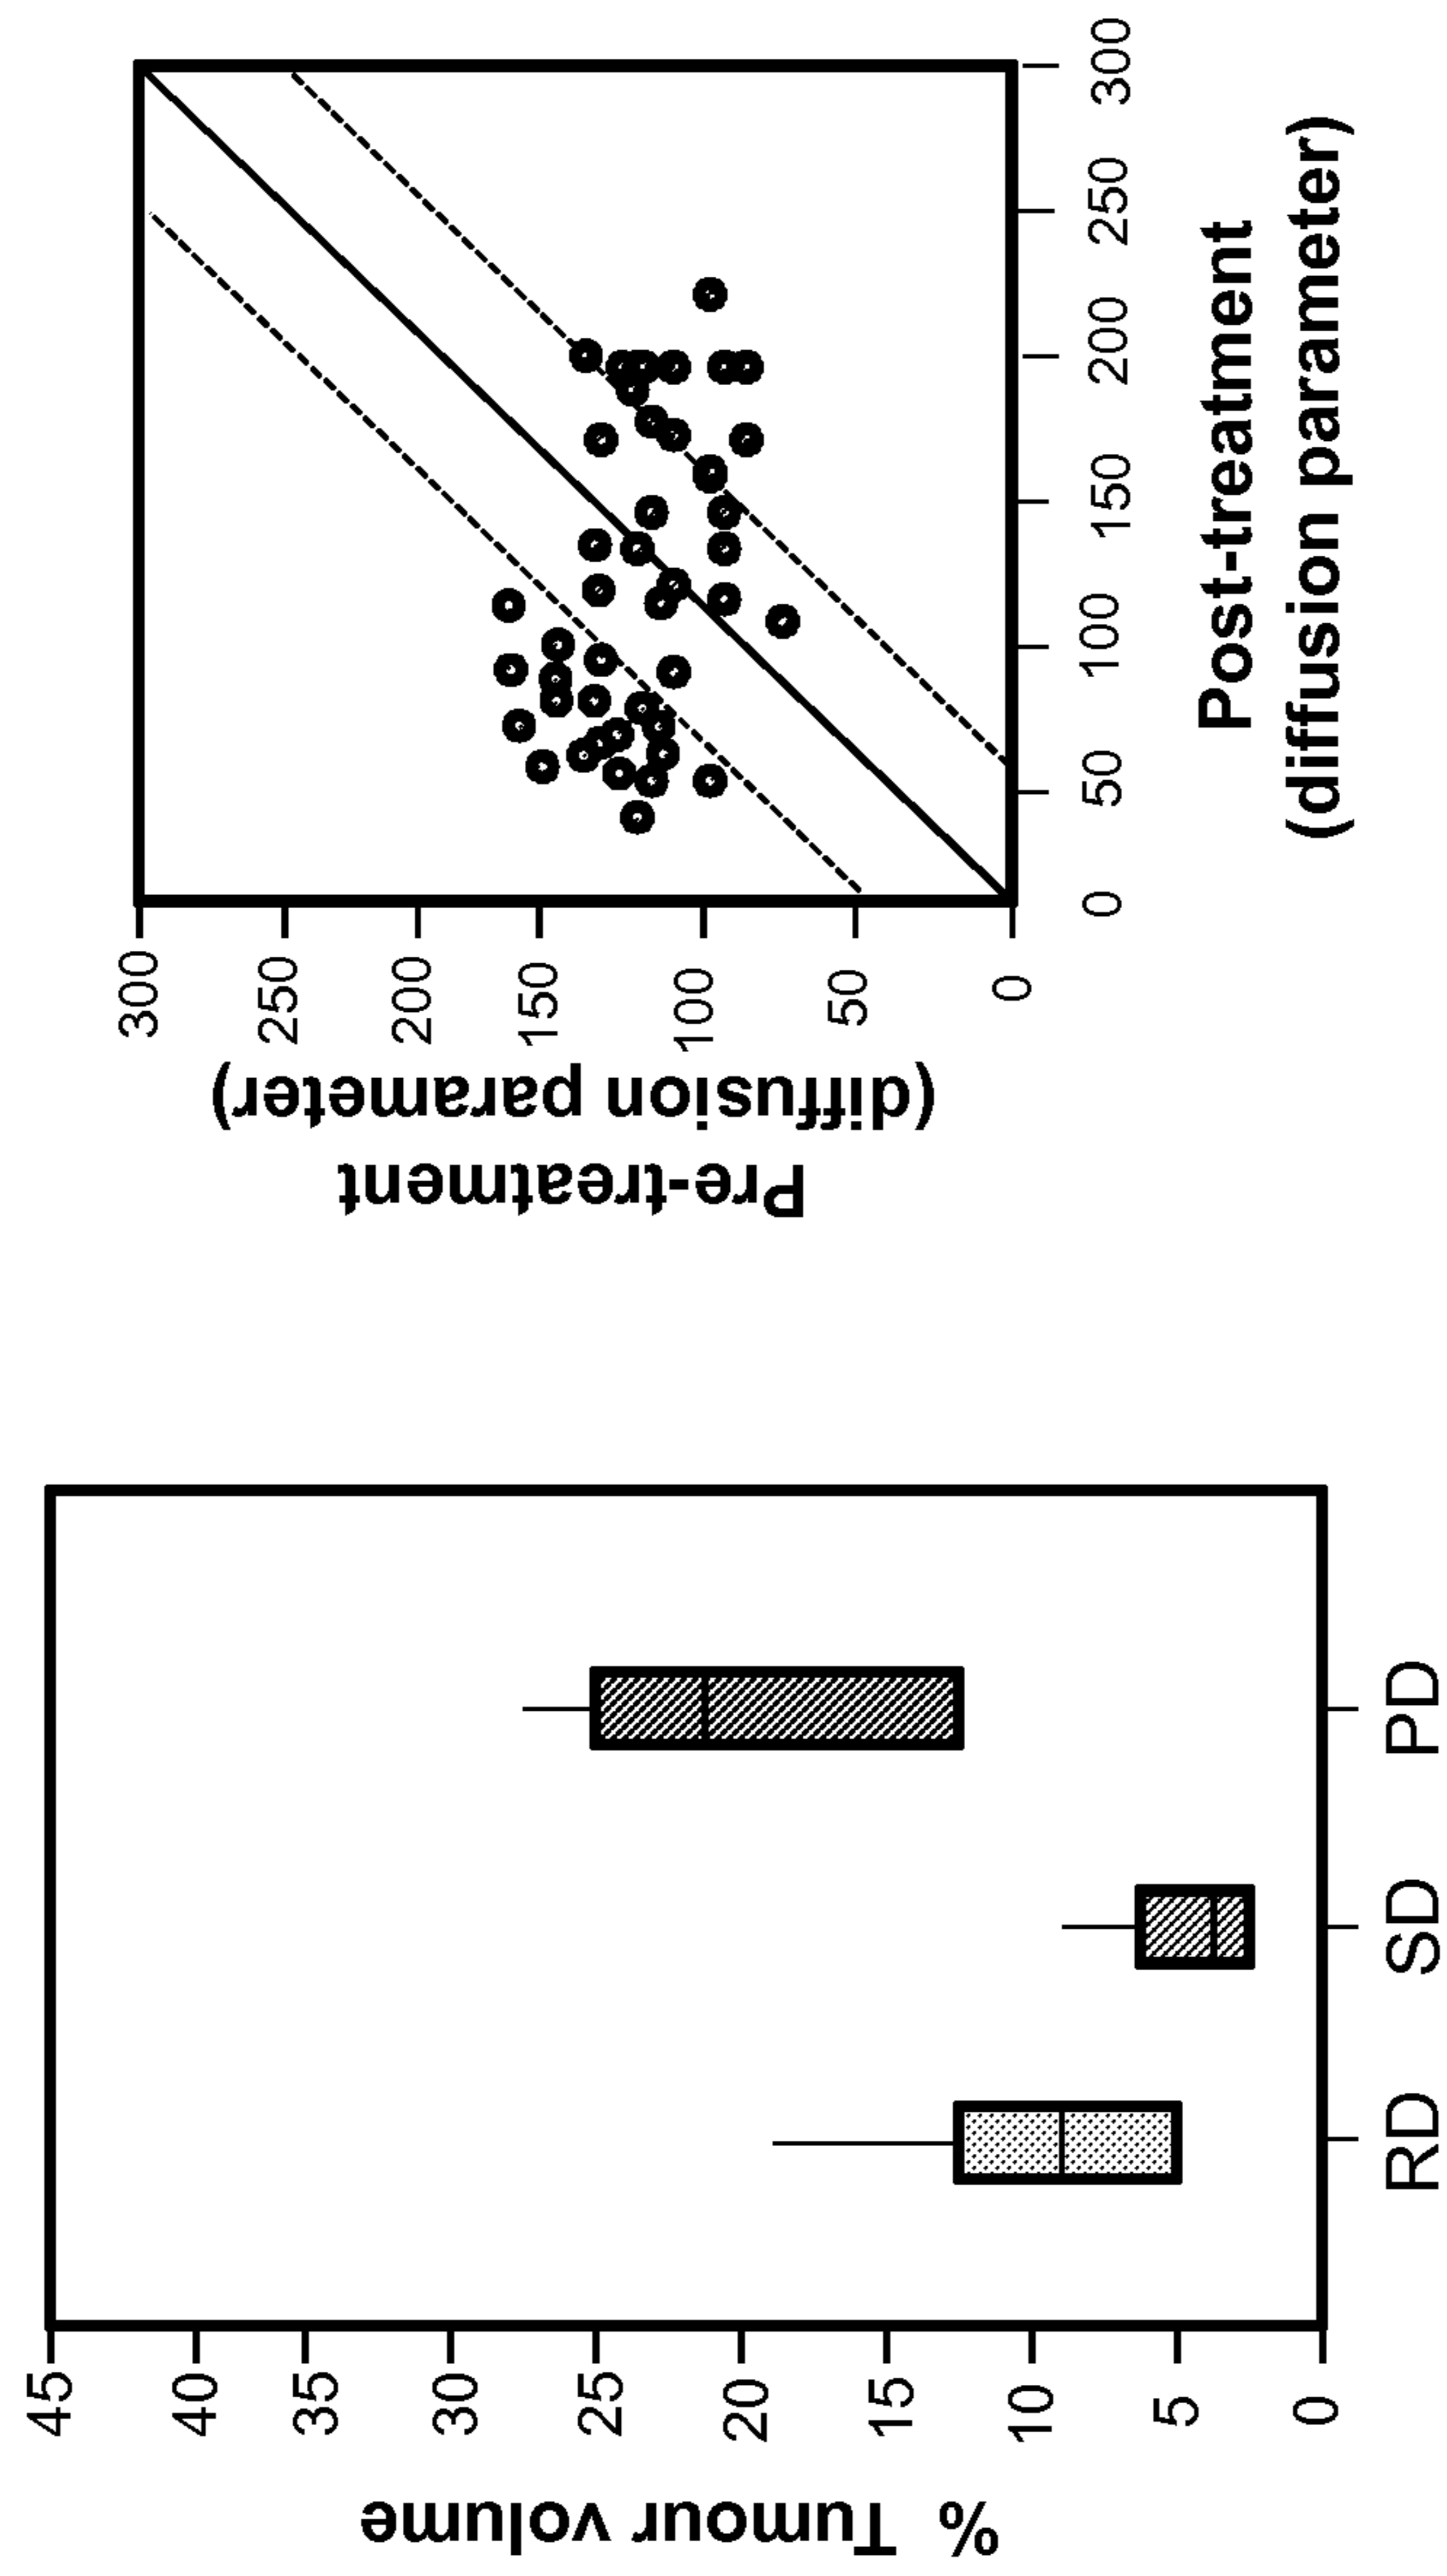 % Tumour volume
45
40
35
30
25
20
15
10
5
0
RD SD PD
Pre-treatment
(diffusion parameter)
300
250
200
150
100
50
0
0 50 100 150 200 250 300
Post-treatment
(diffusion parameter)